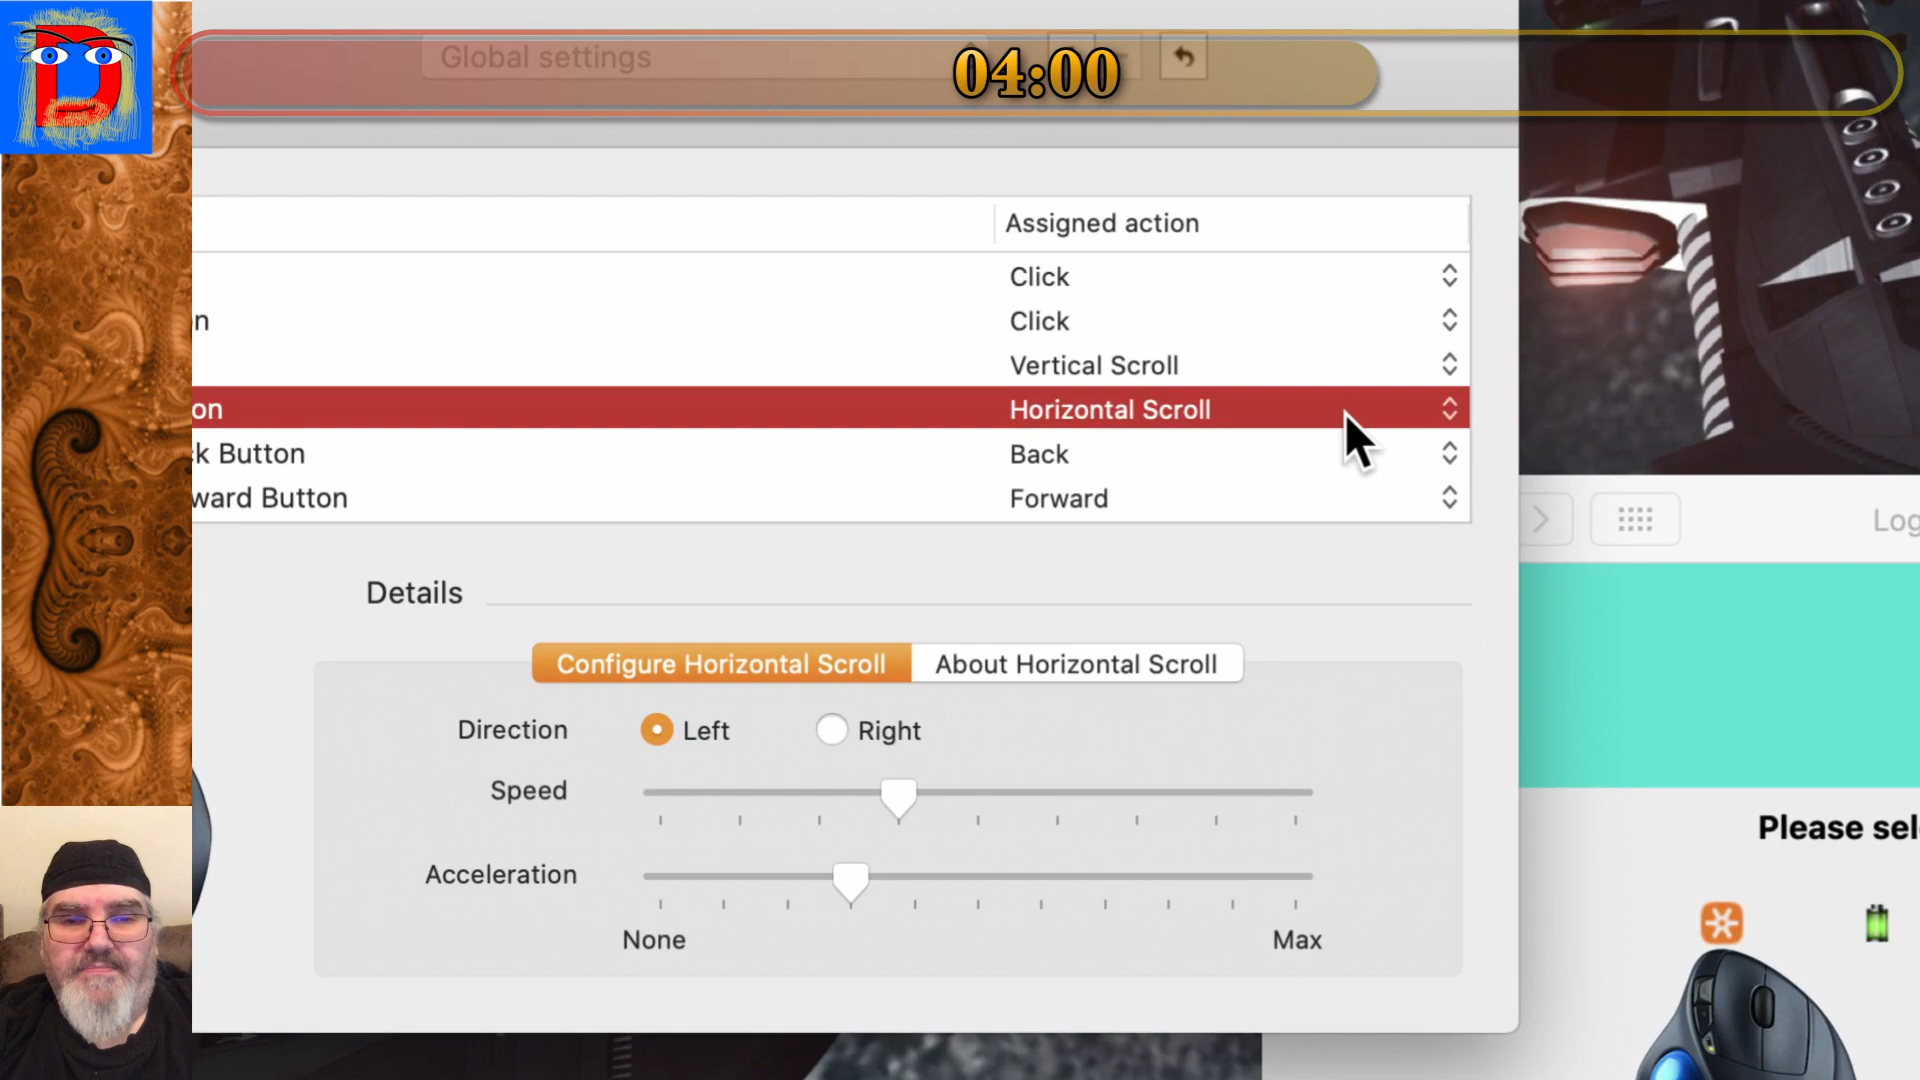 D
Global settings
04:00
Assigned action
Click
n
Click
Vertical Scroll
on
Horizontal Scroll
k Button
Back
ward Button
Forward
Log
Details
Configure Horizontal Scroll
About Horizontal Scroll
Direction
Left
Right
Speed
Please sel
Acceleration
None
Max